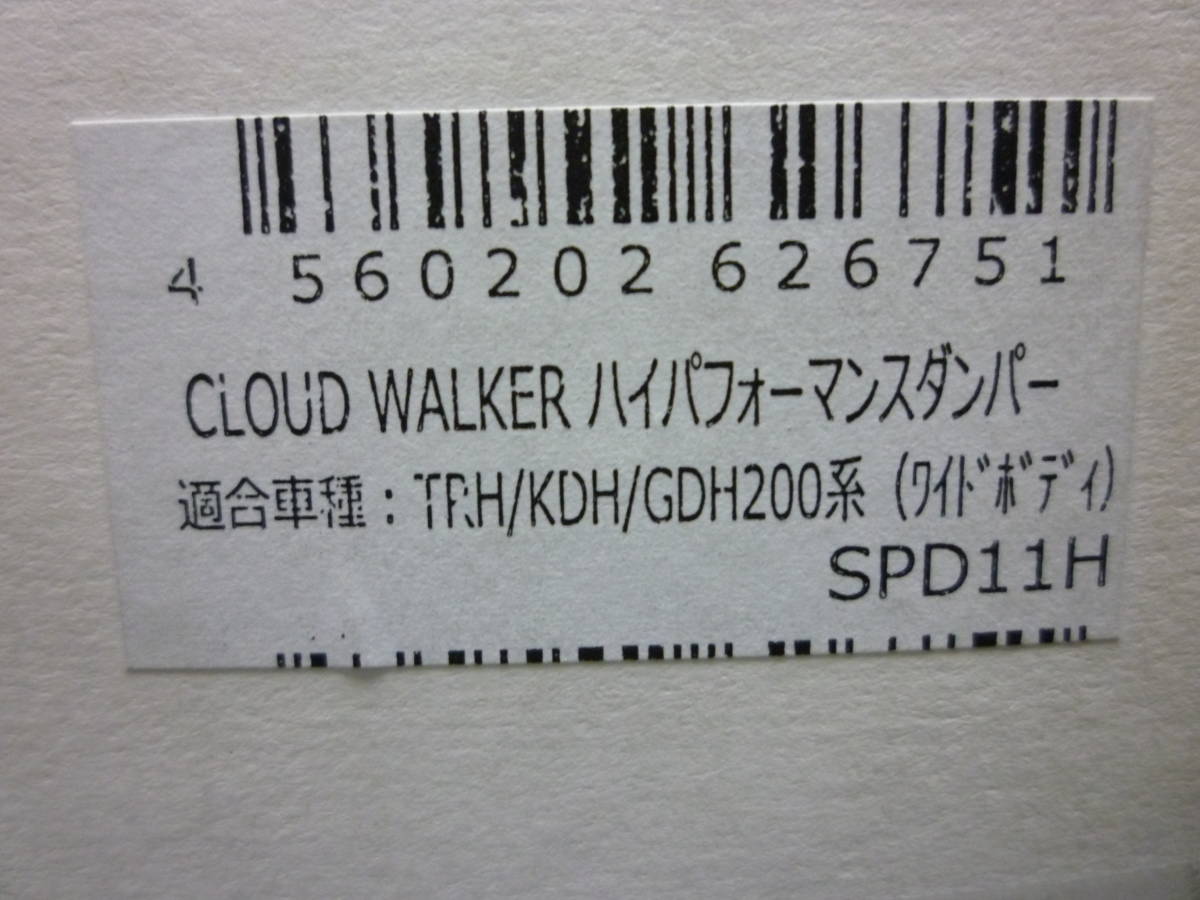 4 560202 626751
CLOUD WALKER ハイパフォーマンスダンパー
適合車種：TRH/KDH/GDH200系（ﾜｲﾄﾞﾎﾞﾃﾞｨ）
SPD11H